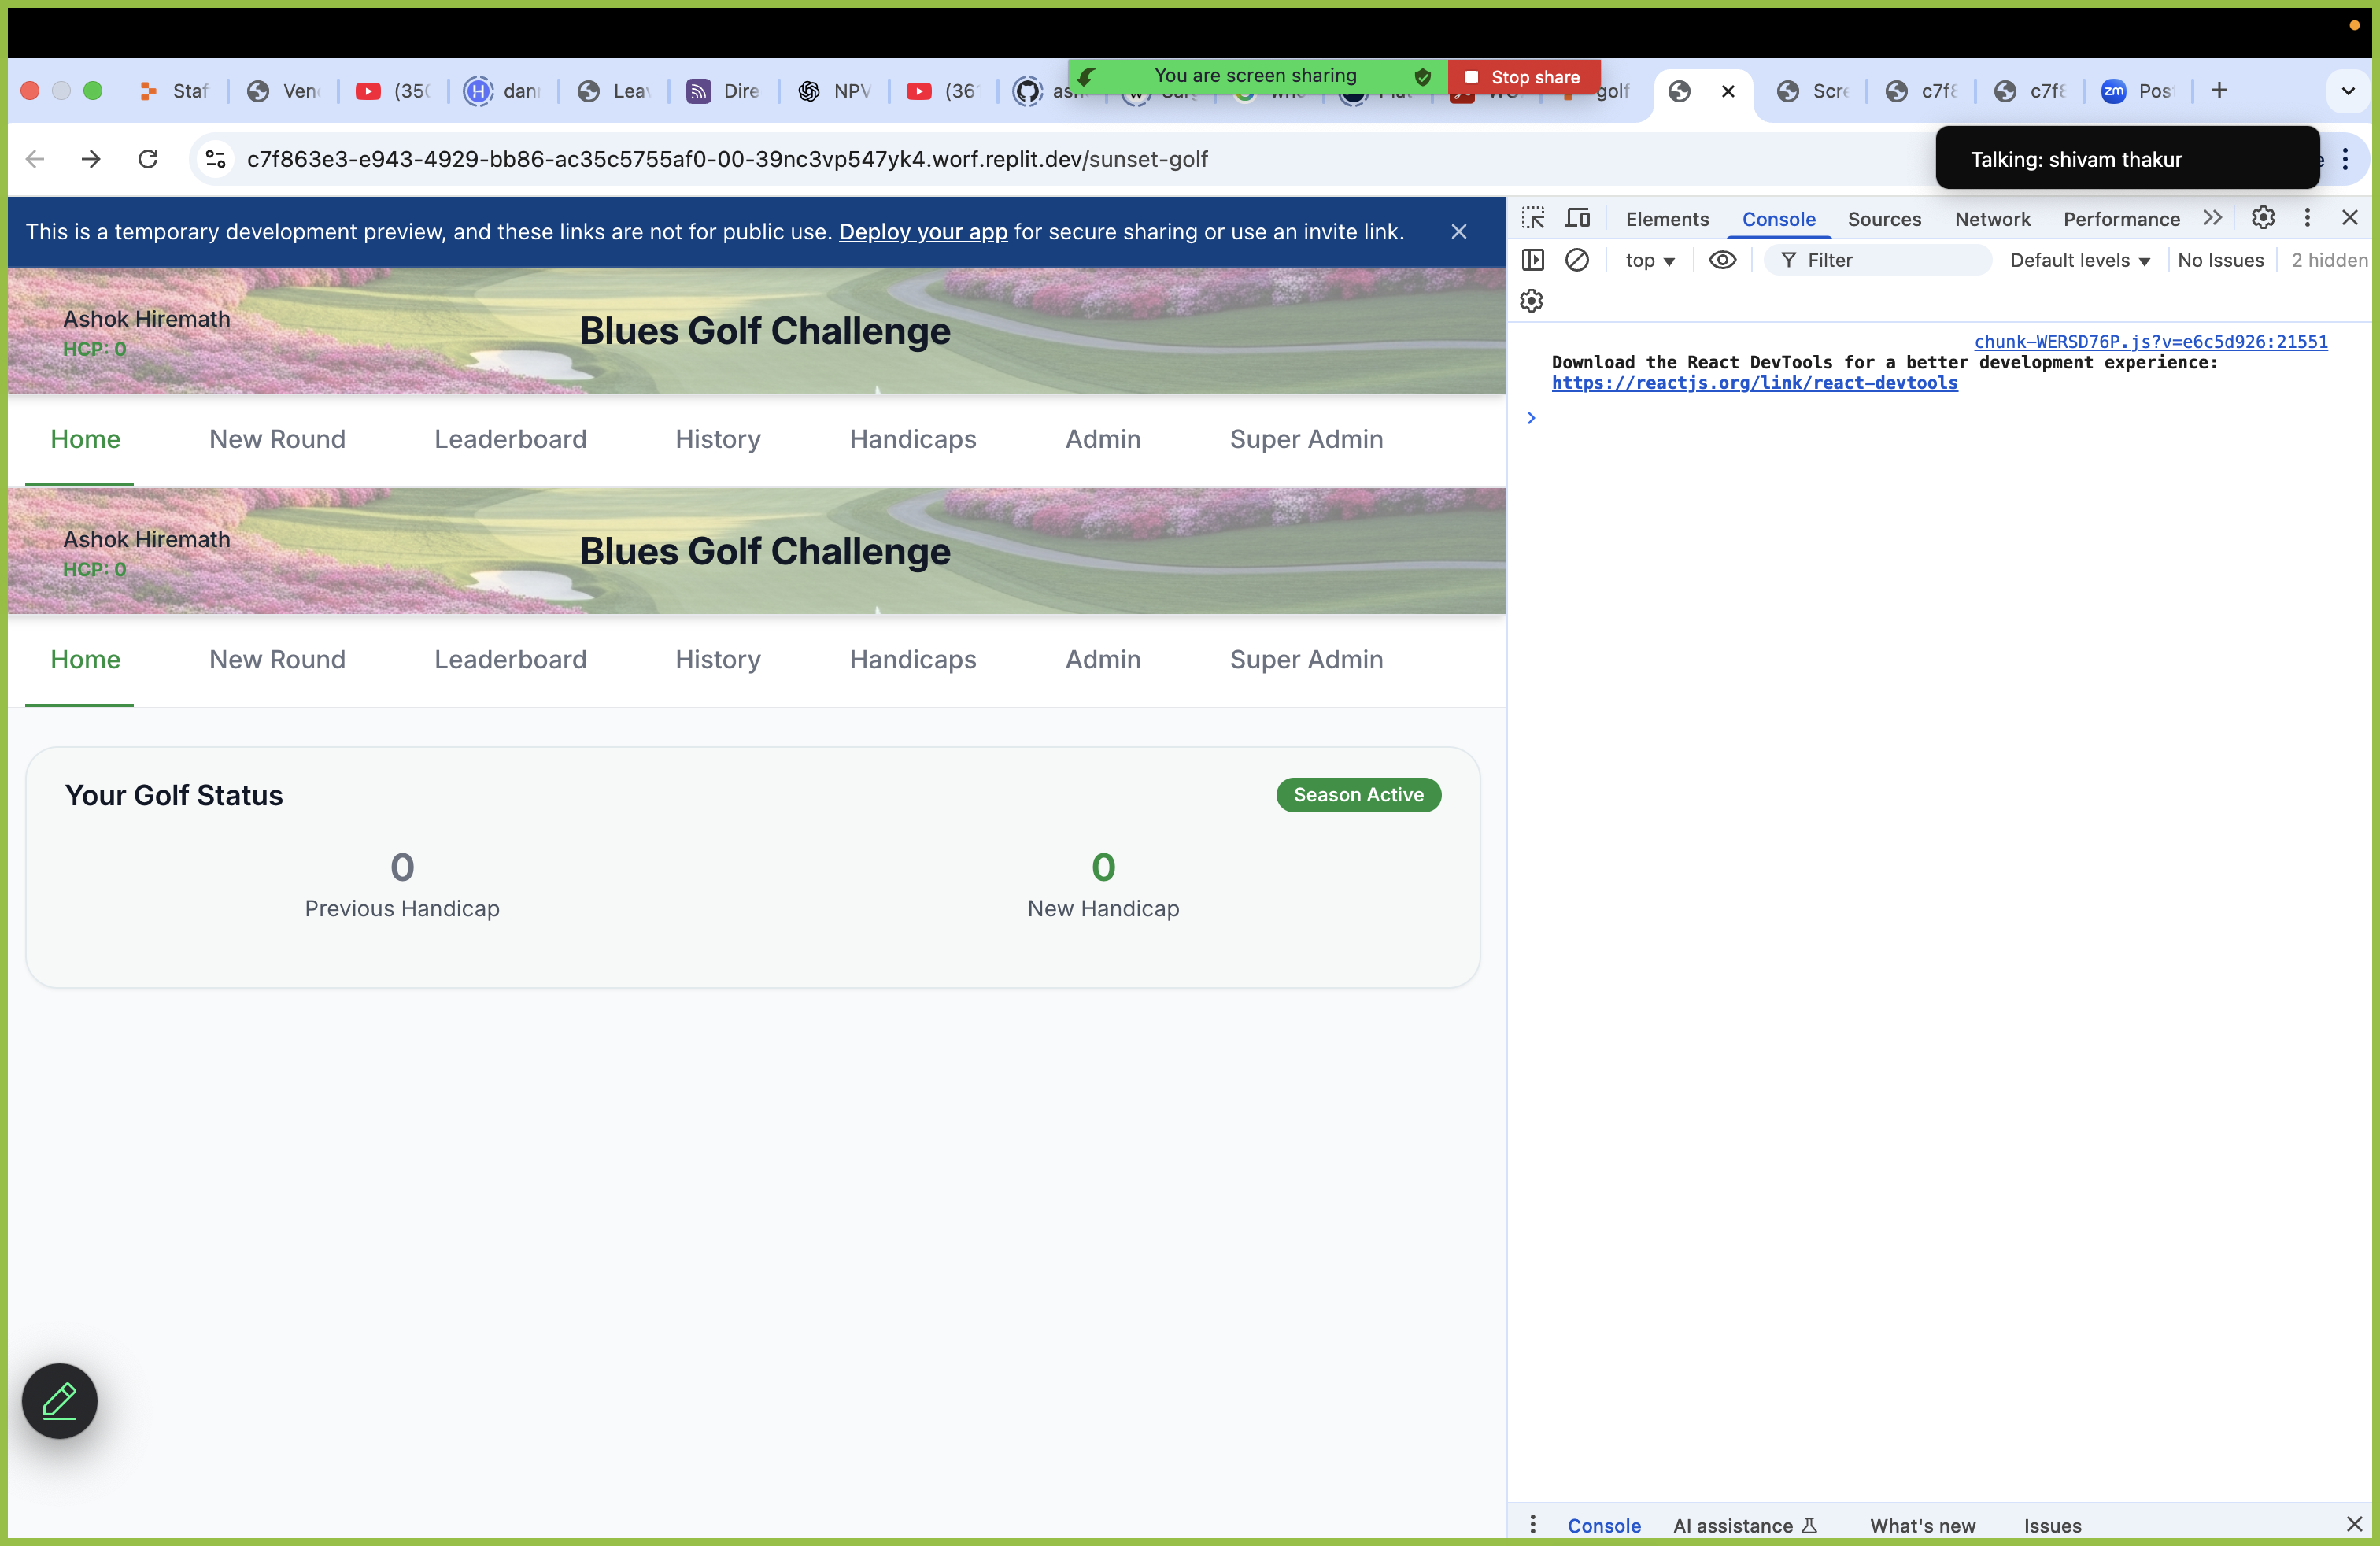 You are screen sharing
Stop share
Staf
Ven
(350
dan
Leav
Dire
NPV
(36
golf
Scre
c7f8
c7f8
Pos
c7f863e3-e943-4929-bb86-ac35c5755af0-00-39nc3vp547yk4.worf.replit.dev/sunset-golf
Talking: shivam thakur
This is a temporary development preview, and these links are not for public use. Deploy your app for secure sharing or use an invite link.
Ashok Hiremath
HCP: 0
Blues Golf Challenge
Home New Round Leaderboard History Handicaps Admin Super Admin
Ashok Hiremath
HCP: 0
Blues Golf Challenge
Home New Round Leaderboard History Handicaps Admin Super Admin
Your Golf Status
Season Active
0
Previous Handicap
0
New Handicap
Elements Console Sources Network Performance
top Filter Default levels No Issues 2 hidden
chunk-WERSD76P.js?v=e6c5d926:21551
Download the React DevTools for a better development experience:
https://reactjs.org/link/react-devtools
Console AI assistance What's new Issues